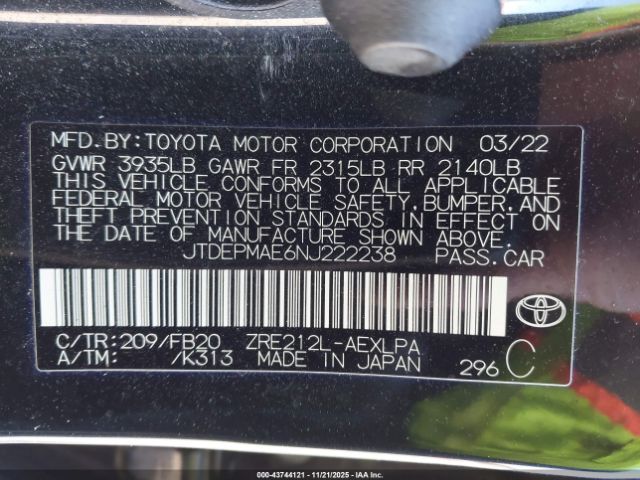 MFD.BY:TOYOTA MOTOR CORPORATION 03/22
GVWR 3935LB GAWR FR 2315LB RR 2140LB
THIS VEHICLE CONFORMS TO ALL APPLICABLE
FEDERAL MOTOR VEHICLE SAFETY,BUMPER,AND
THEFT PREVENTION STANDARDS IN EFFECT ON
THE DATE OF MANUFACTURE SHOWN ABOVE.
JTDEPMAE6NJ222238 PASS.CAR
C/TR:209/FB20 ZRE212L-AEXLPA
A/TM: /K313 MADE IN JAPAN 296 C
000-43744121 - 11/21/2025 - IAA Inc.